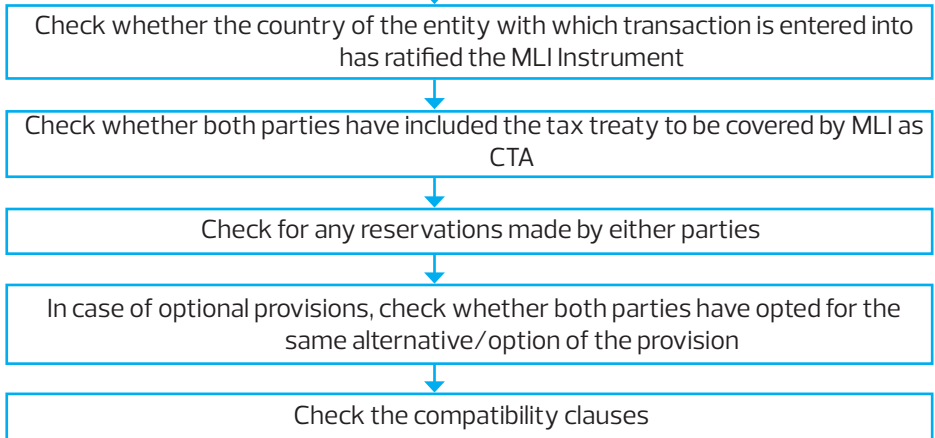 Check whether the country of the entity with which transaction is entered into
has ratified the MLI Instrument
Check whether both parties have included the tax treaty to be covered by MLI as
CTA
Check for any reservations made by either parties
In case of optional provisions, check whether both parties have opted for the
same alternative/option of the provision
Check the compatibility clauses